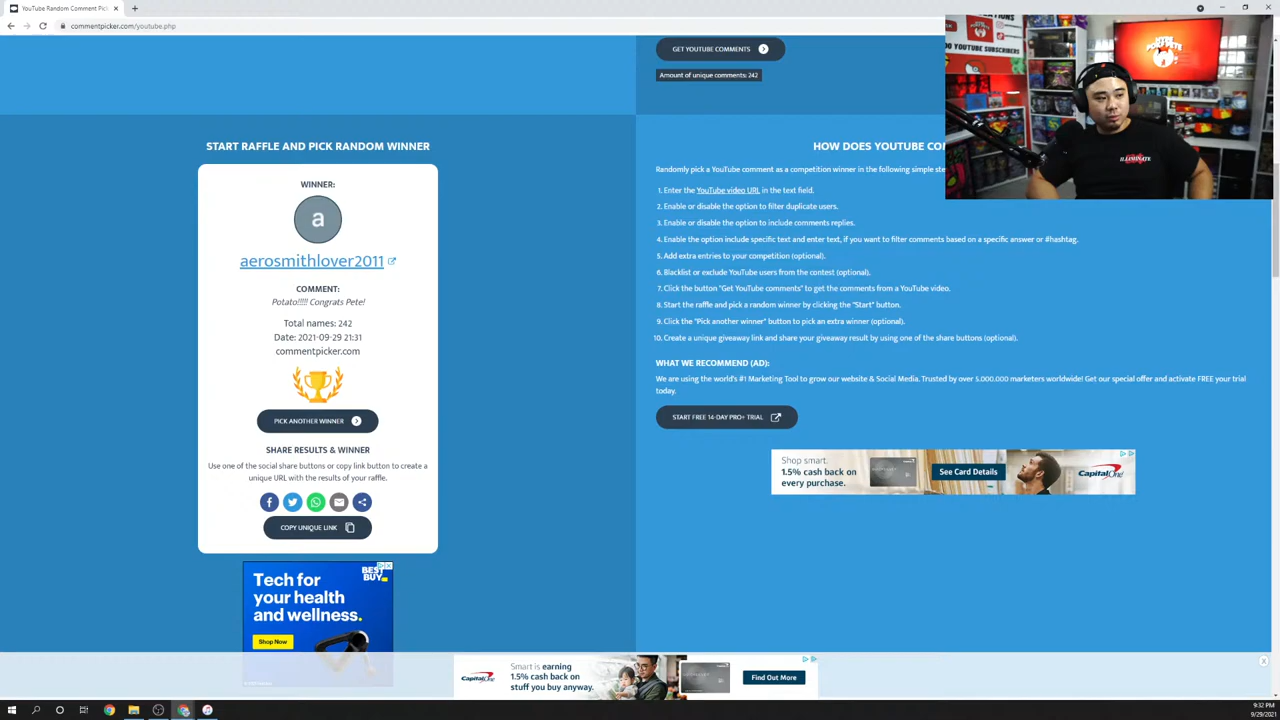 YouTube Random Comment Pic
commentpicker.com/youtube.php
GET YOUTUBE COMMENTS
Amount of unique comments: 242
START RAFFLE AND PICK RANDOM WINNER
WINNER:
a
aerosmithlover2011
COMMENT:
Potato!!!!! Congrats Pete!
Total names: 242
Date: 2021-09-29 21:31
commentpicker.com
PICK ANOTHER WINNER
SHARE RESULTS & WINNER
Use one of the social share buttons or copy link button to create a
unique URL with the results of your raffle.
COPY UNIQUE LINK
Tech for
your health
and wellness.
BEST
BUY
Shop Now
HOW DOES YOUTUBE CO
Randomly pick a YouTube comment as a competition winner in the following simple ste
1. Enter the YouTube video URL in the text field.
2. Enable or disable the option to filter duplicate users.
3. Enable or disable the option to include comments replies.
4. Enable the option include specific text and enter text, if you want to filter comments based on a specific answer or #hashtag.
5. Add extra entries to your competition (optional).
6. Blacklist or exclude YouTube users from the contest (optional).
7. Click the button "Get YouTube comments" to get the comments from a YouTube video.
8. Start the raffle and pick a random winner by clicking the "Start" button.
9. Click the "Pick another winner" button to pick an extra winner (optional).
10. Create a unique giveaway link and share your giveaway result by using one of the share buttons (optional).
WHAT WE RECOMMEND (AD):
We are using the world's #1 Marketing Tool to grow our website & Social Media. Trusted by over 5.000.000 marketers worldwide! Get our special offer and activate FREE your trial
today.
START FREE 14-DAY PRO+ TRIAL
Shop smart.
1.5% cash back on
every purchase.
See Card Details
Capital One
Capital One
Smart is earning
1.5% cash back on
stuff you buy anyway.
Find Out More
YOUTUBE SUBSCRIBERS
ILLUMINATE
9:32 PM
9/29/2021